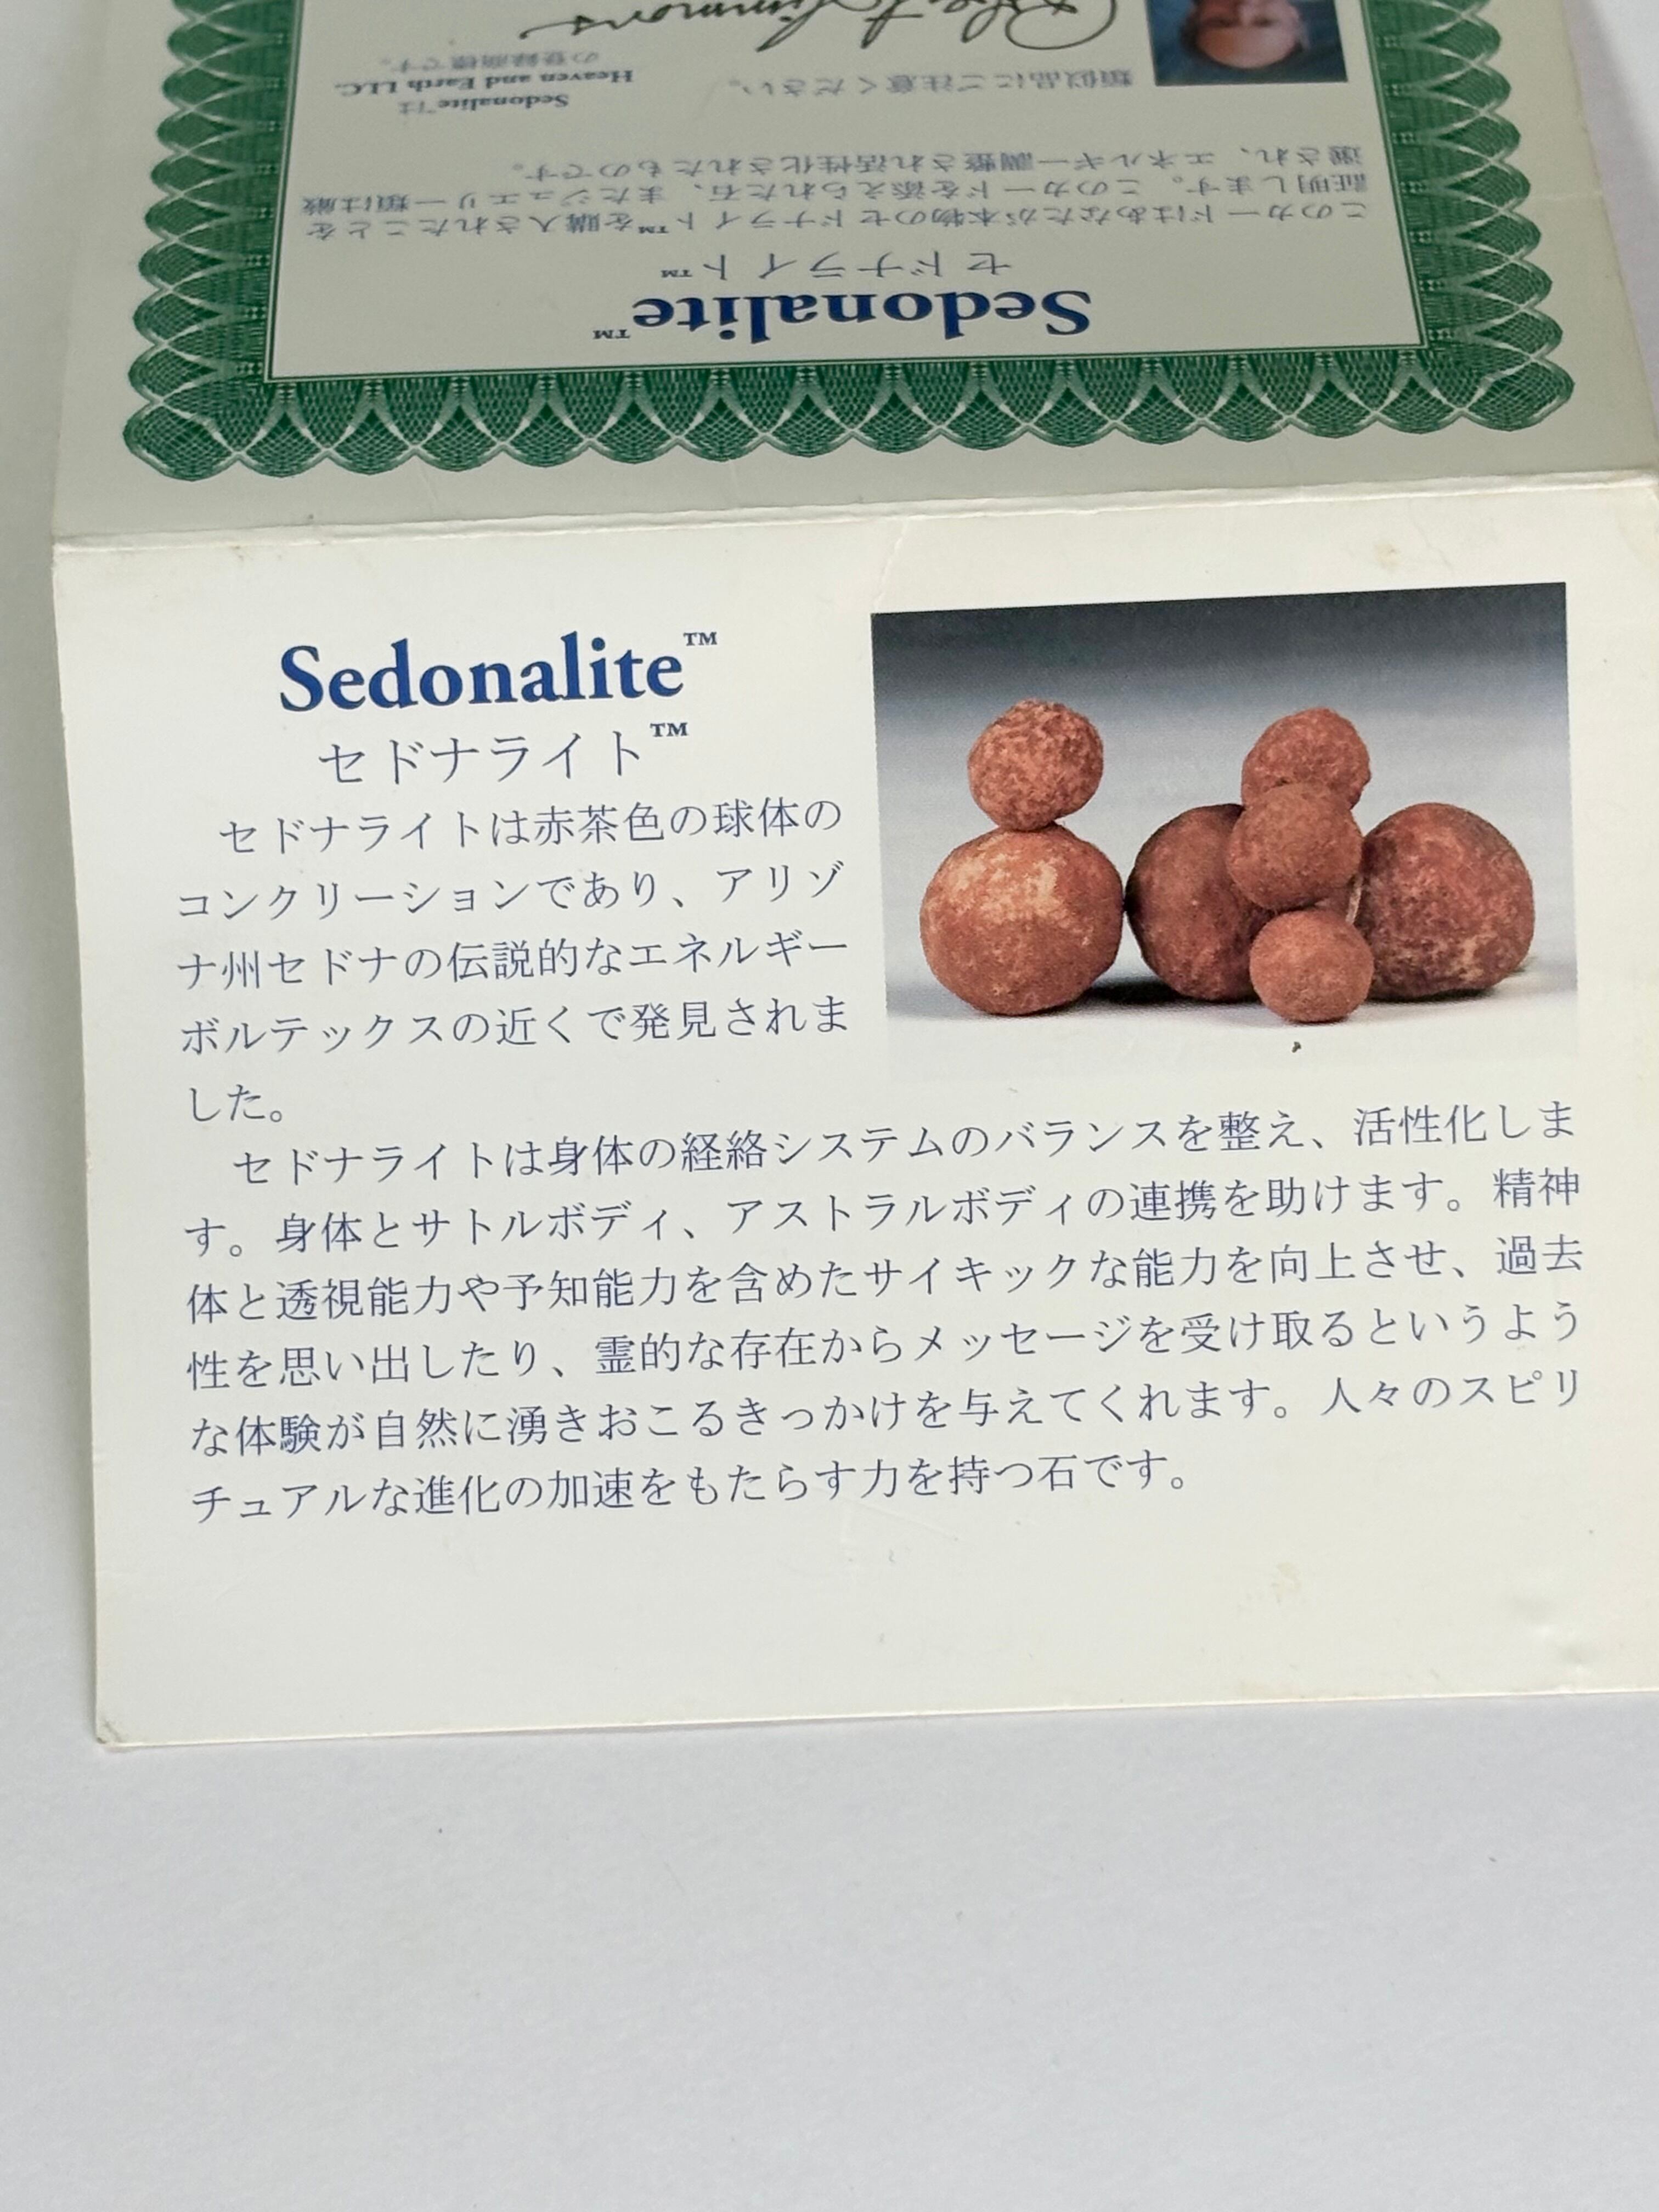 Sedonalite™
セドナライト™
セドナライトは赤茶色の球体の
コンクリーションであり、アリゾ
ナ州セドナの伝説的なエネルギー
ボルテックスの近くで発見されま
した。
セドナライトは身体の経絡システムのバランスを整え、活性化しま
す。身体とサトルボディ、アストラルボディの連携を助けます。精神
体と透視能力や予知能力を含めたサイキックな能力を向上させ、過去
性を思い出したり、霊的な存在からメッセージを受け取るというよう
な体験が自然に湧きおこるきっかけを与えてくれます。人々のスピリ
チュアルな進化の加速をもたらす力を持つ石です。
Sedonalite™
セドナライト™
このカードはあなたが本物のセドナライト™を購入されたことを
証明します。このカードを添えられた石、またジュエリー類は厳
選され、エネルギー調整され活性化されたものです。
類似品にご注意ください。
Sedonalite™は
Heaven and Earth LLC.
の登録商標です。
Simmons